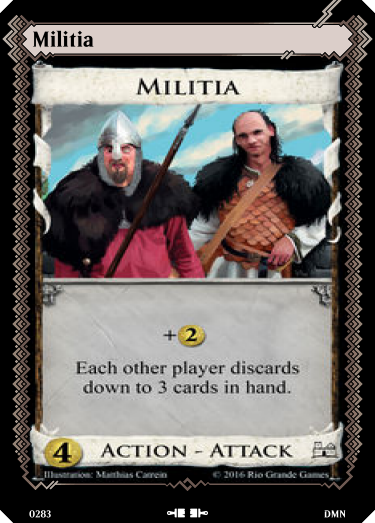 Militia
MILITIA
+2
Each other player discards
down to 3 cards in hand.
4 ACTION - ATTACK
Illustration: Matthias Catrein © 2016 Rio Grande Games
0283 DMN